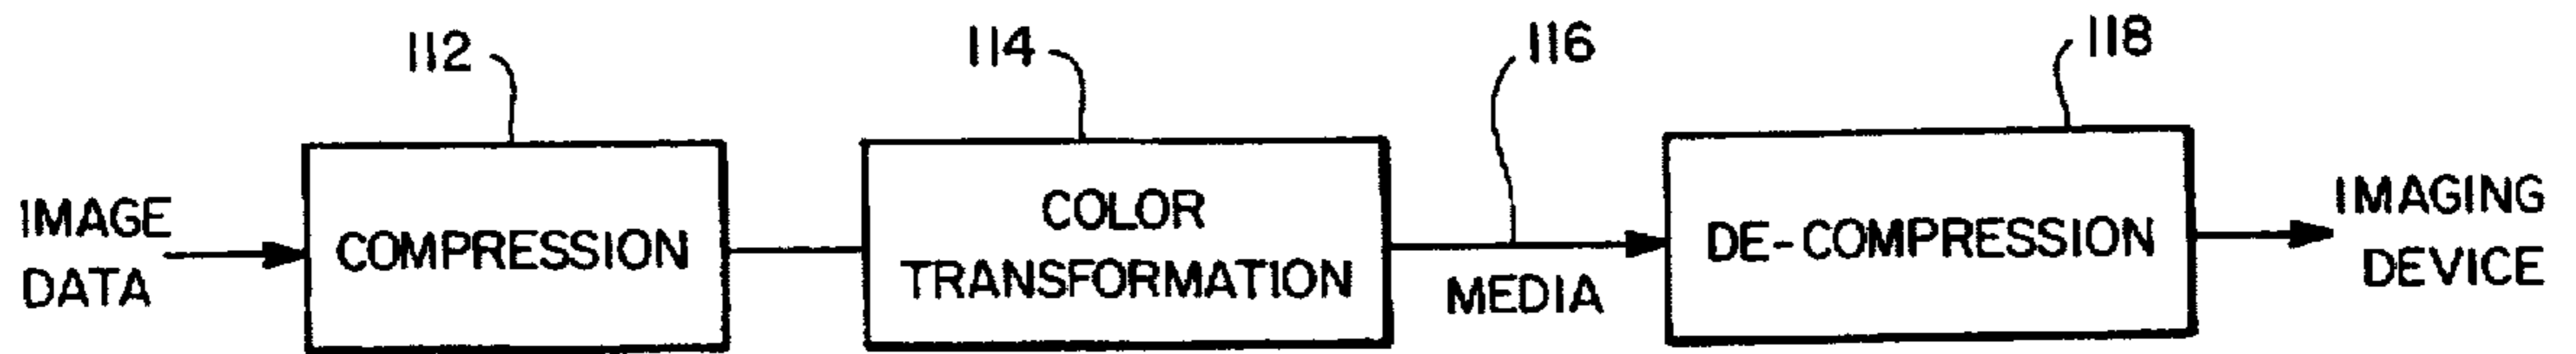 112
114
116
118
IMAGE
DATA
COMPRESSION
COLOR
TRANSFORMATION
MEDIA
DE-COMPRESSION
IMAGING
DEVICE